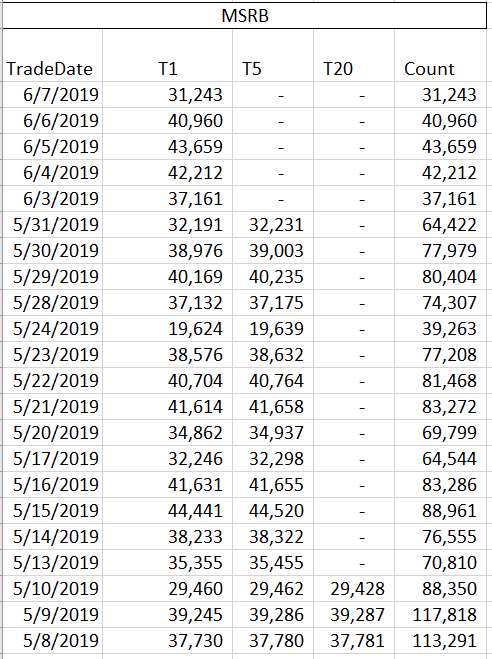 MSRB
TradeDate T1 T5 T20 Count
6/7/2019 31,243 - - 31,243
6/6/2019 40,960 - - 40,960
6/5/2019 43,659 - - 43,659
6/4/2019 42,212 - - 42,212
6/3/2019 37,161 - - 37,161
5/31/2019 32,191 32,231 - 64,422
5/30/2019 38,976 39,003 - 77,979
5/29/2019 40,169 40,235 - 80,404
5/28/2019 37,132 37,175 - 74,307
5/24/2019 19,624 19,639 - 39,263
5/23/2019 38,576 38,632 - 77,208
5/22/2019 40,704 40,764 - 81,468
5/21/2019 41,614 41,658 - 83,272
5/20/2019 34,862 34,937 - 69,799
5/17/2019 32,246 32,298 - 64,544
5/16/2019 41,631 41,655 - 83,286
5/15/2019 44,441 44,520 - 88,961
5/14/2019 38,233 38,322 - 76,555
5/13/2019 35,355 35,455 - 70,810
5/10/2019 29,460 29,462 29,428 88,350
5/9/2019 39,245 39,286 39,287 117,818
5/8/2019 37,730 37,780 37,781 113,291